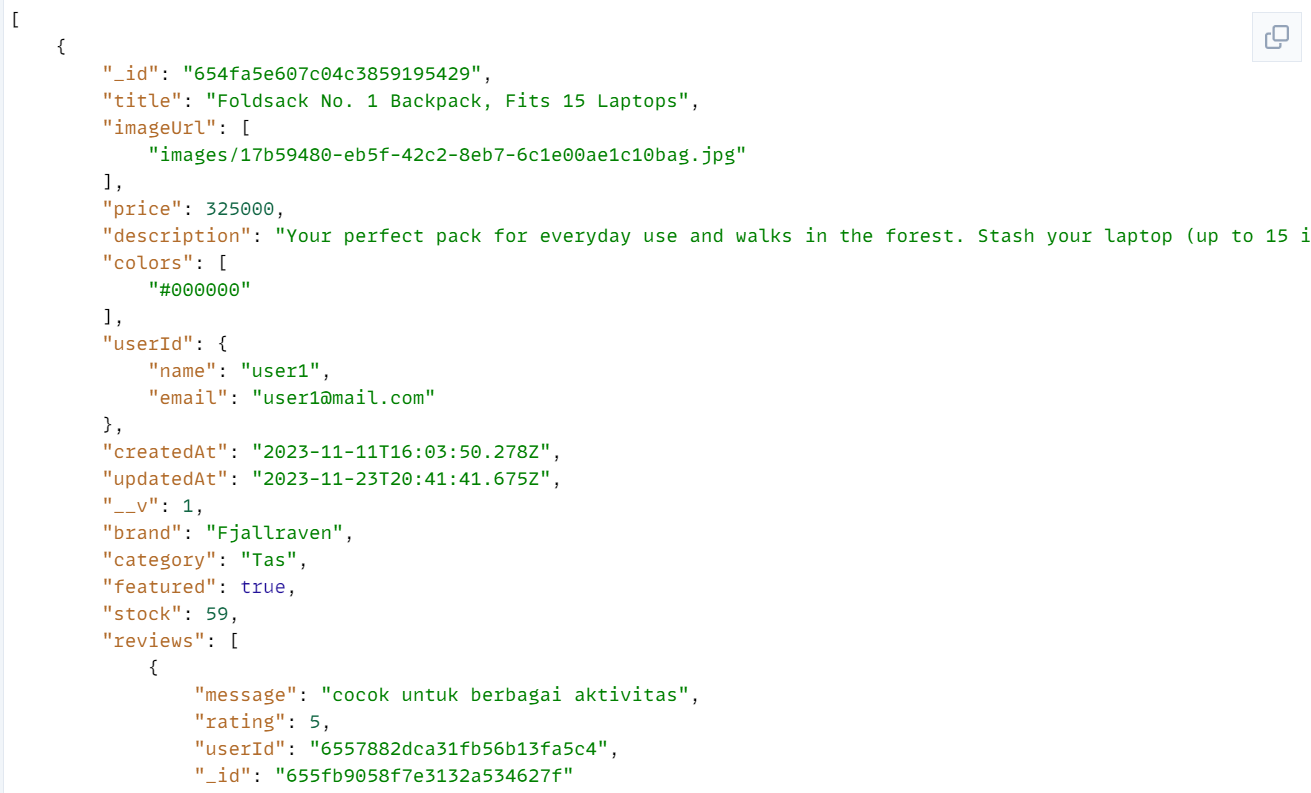 [
    {
        "_id": "654fa5e607c04c3859195429",
        "title": "Foldsack No. 1 Backpack, Fits 15 Laptops",
        "imageUrl": [
            "images/17b59480-eb5f-42c2-8eb7-6c1e00ae1c10bag.jpg"
        ],
        "price": 325000,
        "description": "Your perfect pack for everyday use and walks in the forest. Stash your laptop (up to 15 i
        "colors": [
            "#000000"
        ],
        "userId": {
            "name": "user1",
            "email": "user1@mail.com"
        },
        "createdAt": "2023-11-11T16:03:50.278Z",
        "updatedAt": "2023-11-23T20:41:41.675Z",
        "__v": 1,
        "brand": "Fjallraven",
        "category": "Tas",
        "featured": true,
        "stock": 59,
        "reviews": [
            {
                "message": "cocok untuk berbagai aktivitas",
                "rating": 5,
                "userId": "6557882dca31fb56b13fa5c4",
                "_id": "655fb9058f7e3132a534627f"